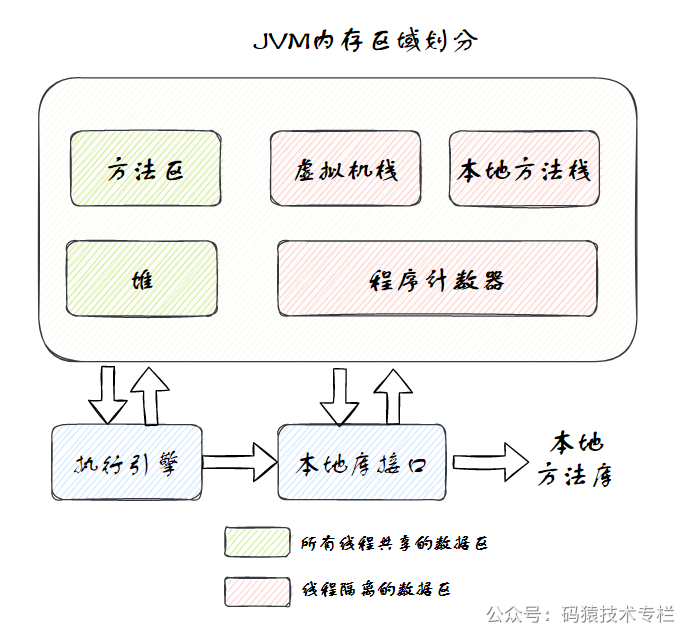 JVM内存区域划分
方法区
虚拟机栈
本地方法栈
堆
程序计数器
执行引擎
本地库接口
本地
方法库
所有线程共享的数据区
线程隔离的数据区
公众号：码猿技术专栏